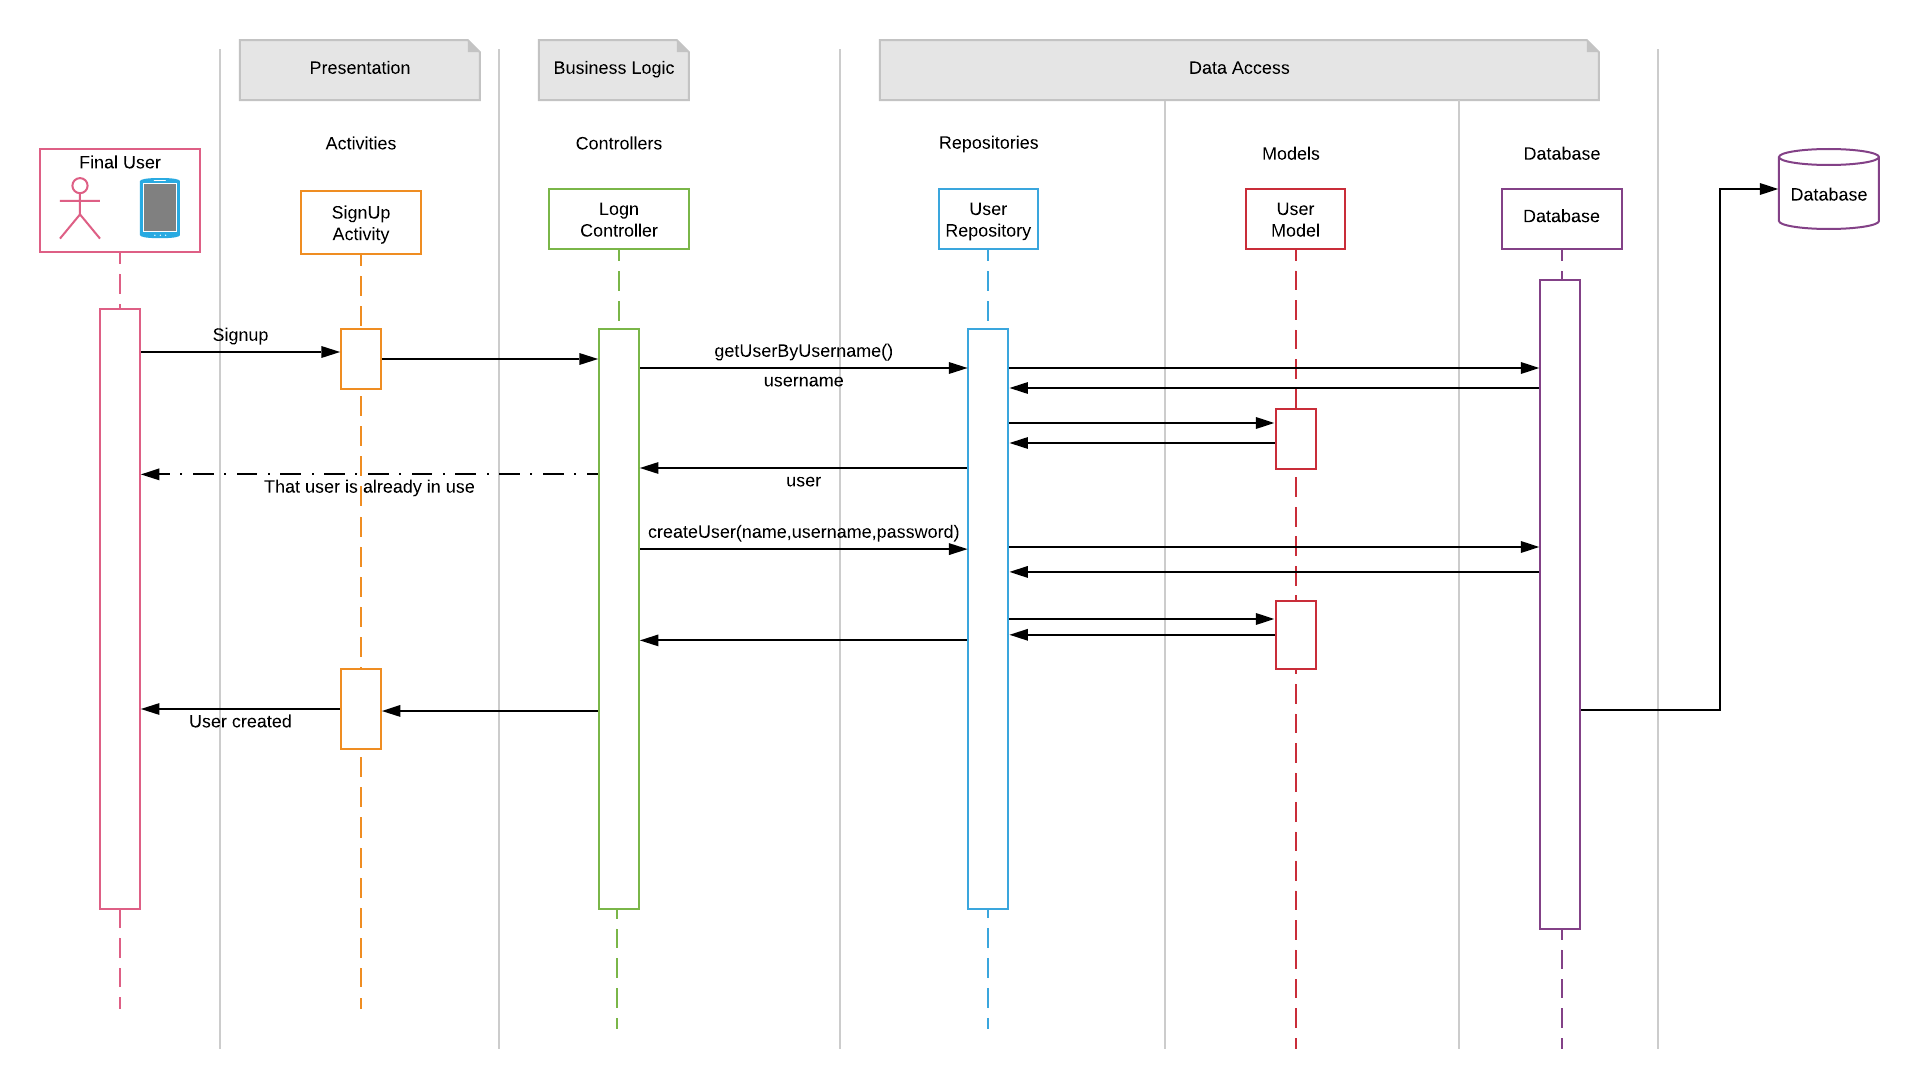 Presentation
Business Logic
Data Access
Activities
Controllers
Repositories
Models
Database
Final User
SignUp
Activity
Logn
Controller
User
Repository
User
Model
Database
Database
Signup
getUserByUsername()
username
That user is already in use
user
createUser(name,username,password)
User created